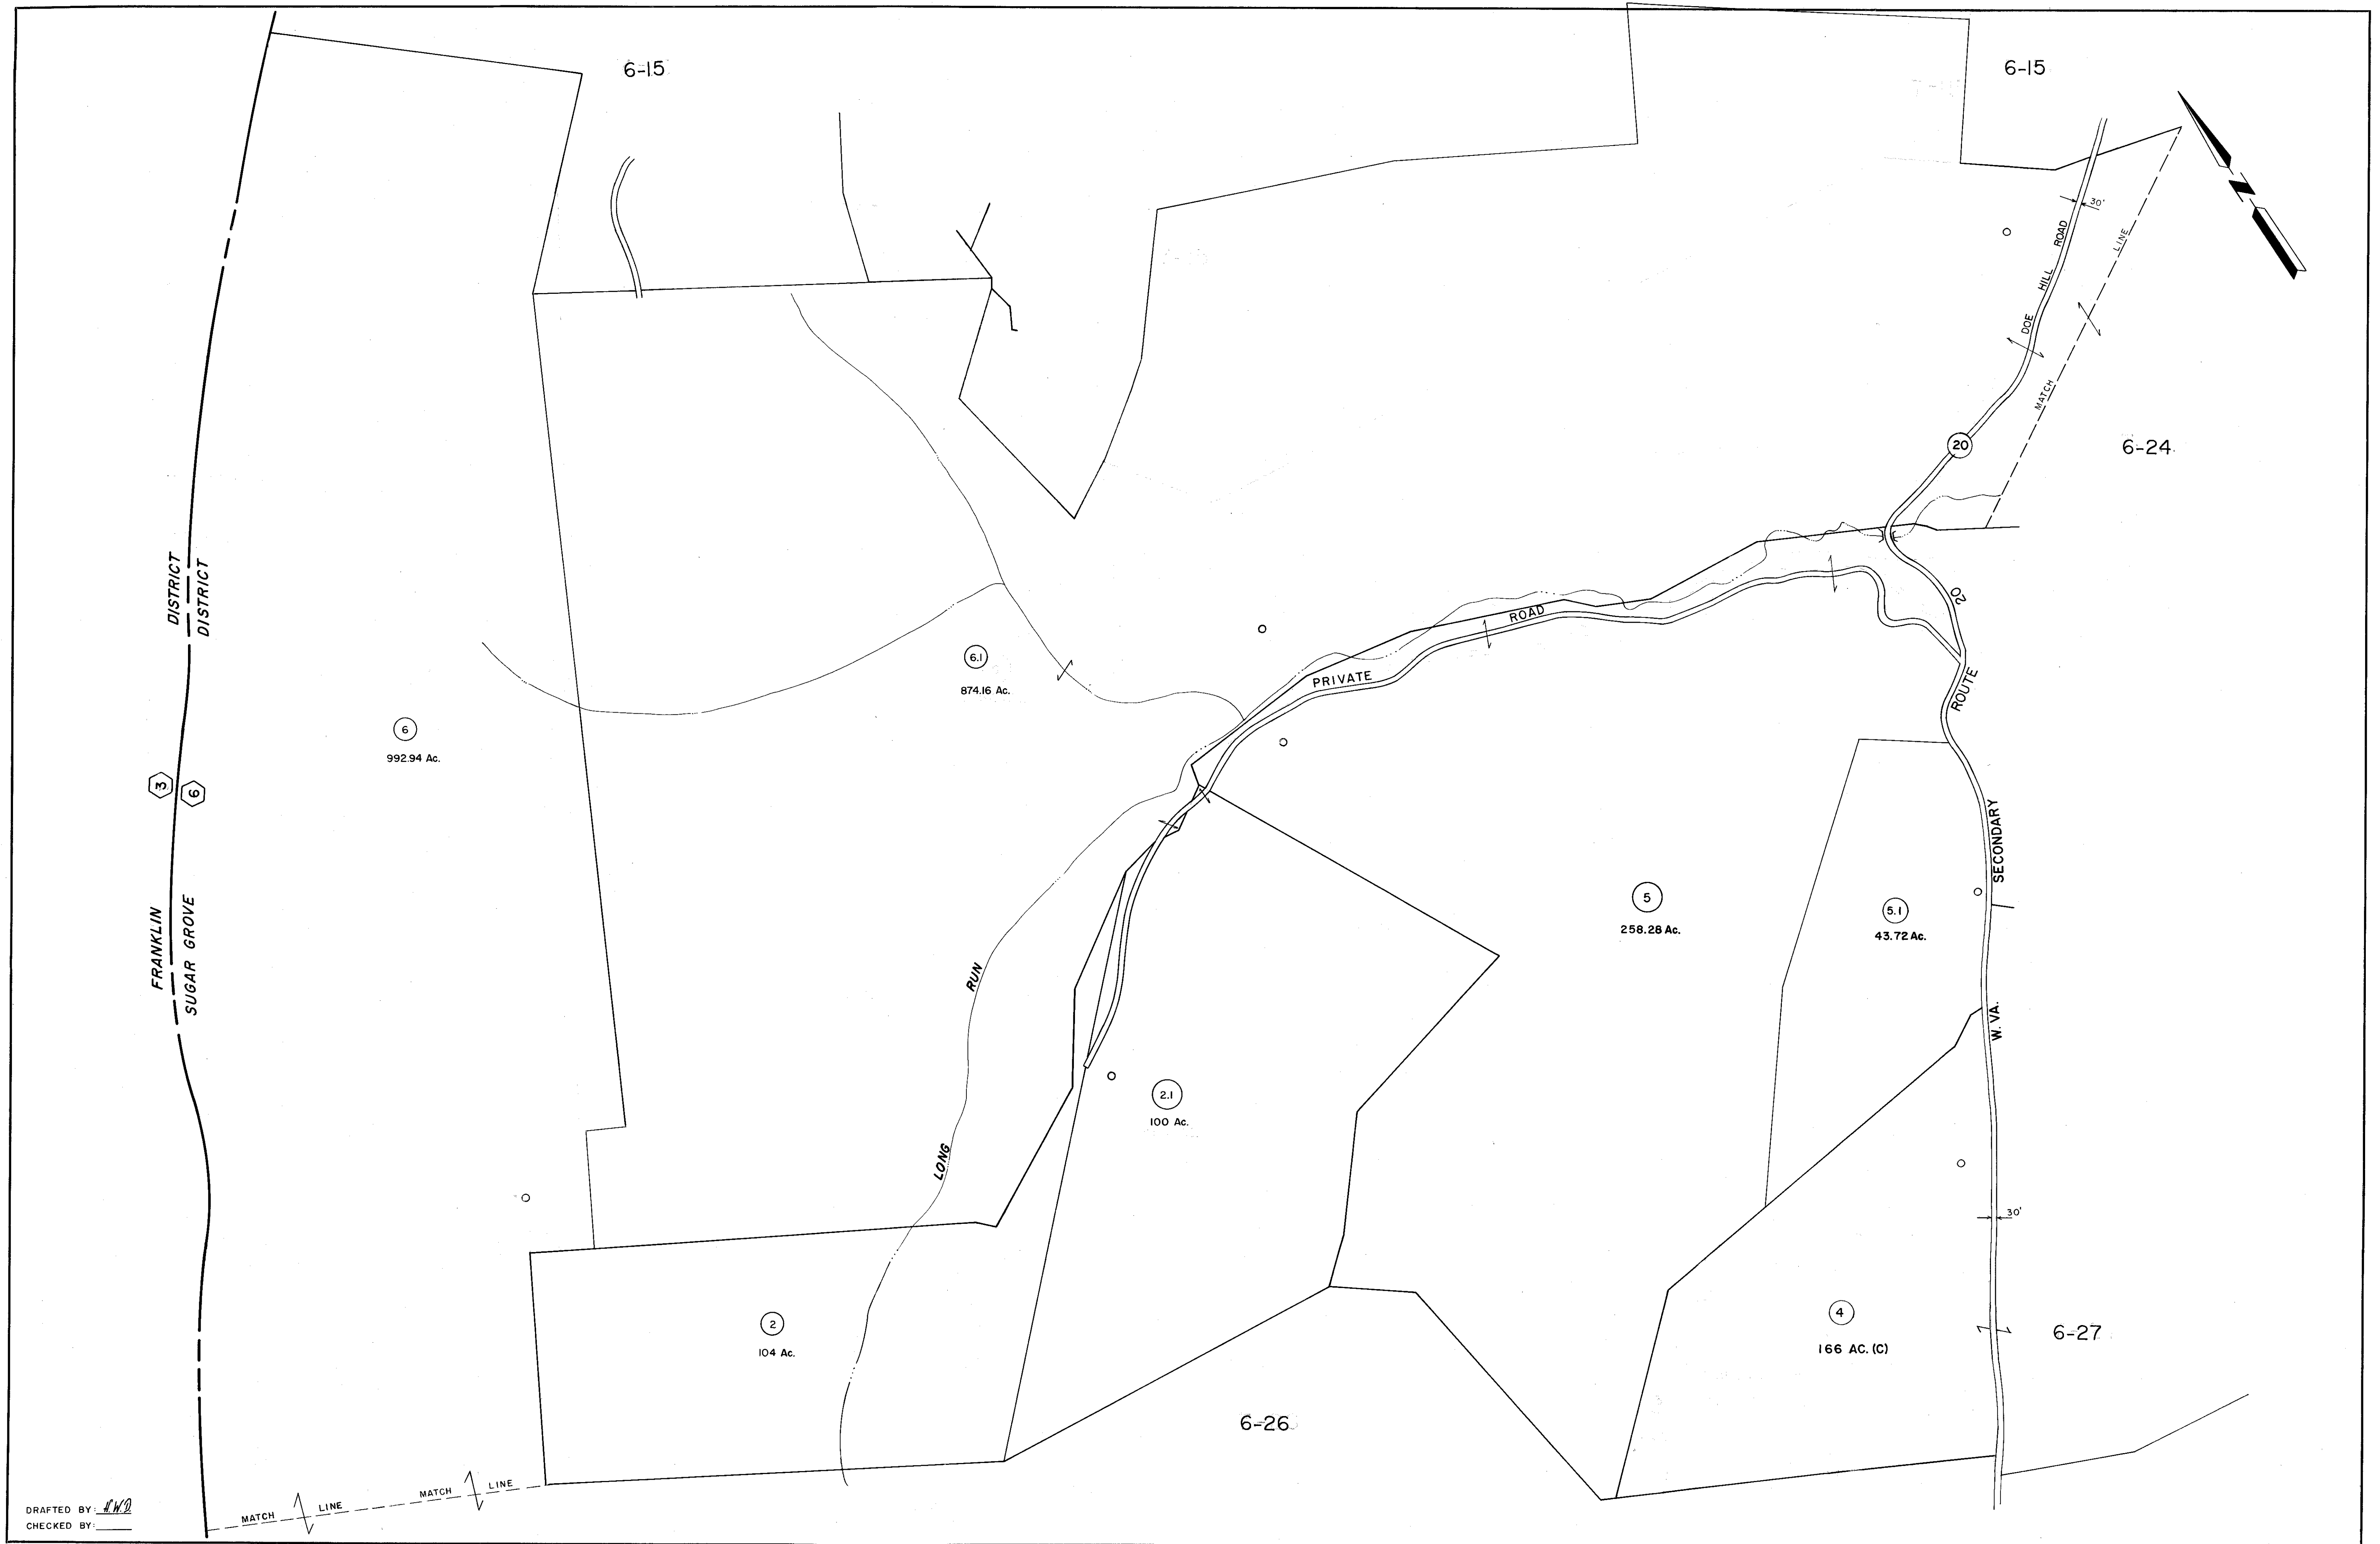 6-15
6-15
30'
DOE HILL ROAD
MATCH LINE
N
20
6-24
DISTRICT
DISTRICT
20
PRIVATE ROAD
6.1
874.16 Ac.
6
992.94 Ac.
3
6
FRANKLIN
SUGAR GROVE
W. VA. SECONDARY ROUTE
5
258.28 Ac.
5.1
43.72 Ac.
LONG RUN
2.1
100 Ac.
30'
2
104 Ac.
4
166 AC. (C)
6-27
6-26
MATCH LINE
MATCH LINE
DRAFTED BY: H.W.D.
CHECKED BY: